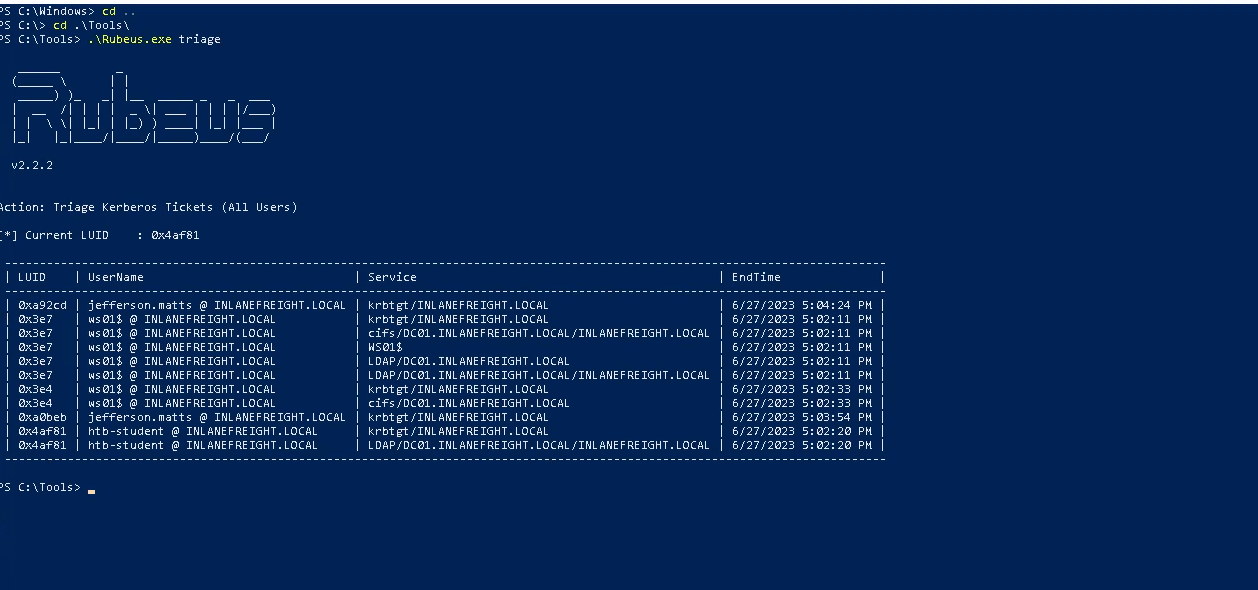 PS C:\Windows> cd ..
PS C:\> cd .\Tools\
PS C:\Tools> .\Rubeus.exe triage
Rubeus
v2.2.2
Action: Triage Kerberos Tickets (All Users)
[*] Current LUID    : 0x4af81
| LUID | UserName | Service | EndTime |
| 0xa92cd | jefferson.matts @ INLANEFREIGHT.LOCAL | krbtgt/INLANEFREIGHT.LOCAL | 6/27/2023 5:04:24 PM |
| 0x3e7 | ws01$ @ INLANEFREIGHT.LOCAL | krbtgt/INLANEFREIGHT.LOCAL | 6/27/2023 5:02:11 PM |
| 0x3e7 | ws01$ @ INLANEFREIGHT.LOCAL | cifs/DC01.INLANEFREIGHT.LOCAL/INLANEFREIGHT.LOCAL | 6/27/2023 5:02:11 PM |
| 0x3e7 | ws01$ @ INLANEFREIGHT.LOCAL | WS01$ | 6/27/2023 5:02:11 PM |
| 0x3e7 | ws01$ @ INLANEFREIGHT.LOCAL | LDAP/DC01.INLANEFREIGHT.LOCAL | 6/27/2023 5:02:11 PM |
| 0x3e7 | ws01$ @ INLANEFREIGHT.LOCAL | LDAP/DC01.INLANEFREIGHT.LOCAL/INLANEFREIGHT.LOCAL | 6/27/2023 5:02:11 PM |
| 0x3e4 | ws01$ @ INLANEFREIGHT.LOCAL | krbtgt/INLANEFREIGHT.LOCAL | 6/27/2023 5:02:33 PM |
| 0x3e4 | ws01$ @ INLANEFREIGHT.LOCAL | cifs/DC01.INLANEFREIGHT.LOCAL | 6/27/2023 5:02:33 PM |
| 0xa0beb | jefferson.matts @ INLANEFREIGHT.LOCAL | krbtgt/INLANEFREIGHT.LOCAL | 6/27/2023 5:03:54 PM |
| 0x4af81 | htb-student @ INLANEFREIGHT.LOCAL | krbtgt/INLANEFREIGHT.LOCAL | 6/27/2023 5:02:20 PM |
| 0x4af81 | htb-student @ INLANEFREIGHT.LOCAL | LDAP/DC01.INLANEFREIGHT.LOCAL/INLANEFREIGHT.LOCAL | 6/27/2023 5:02:20 PM |
PS C:\Tools>